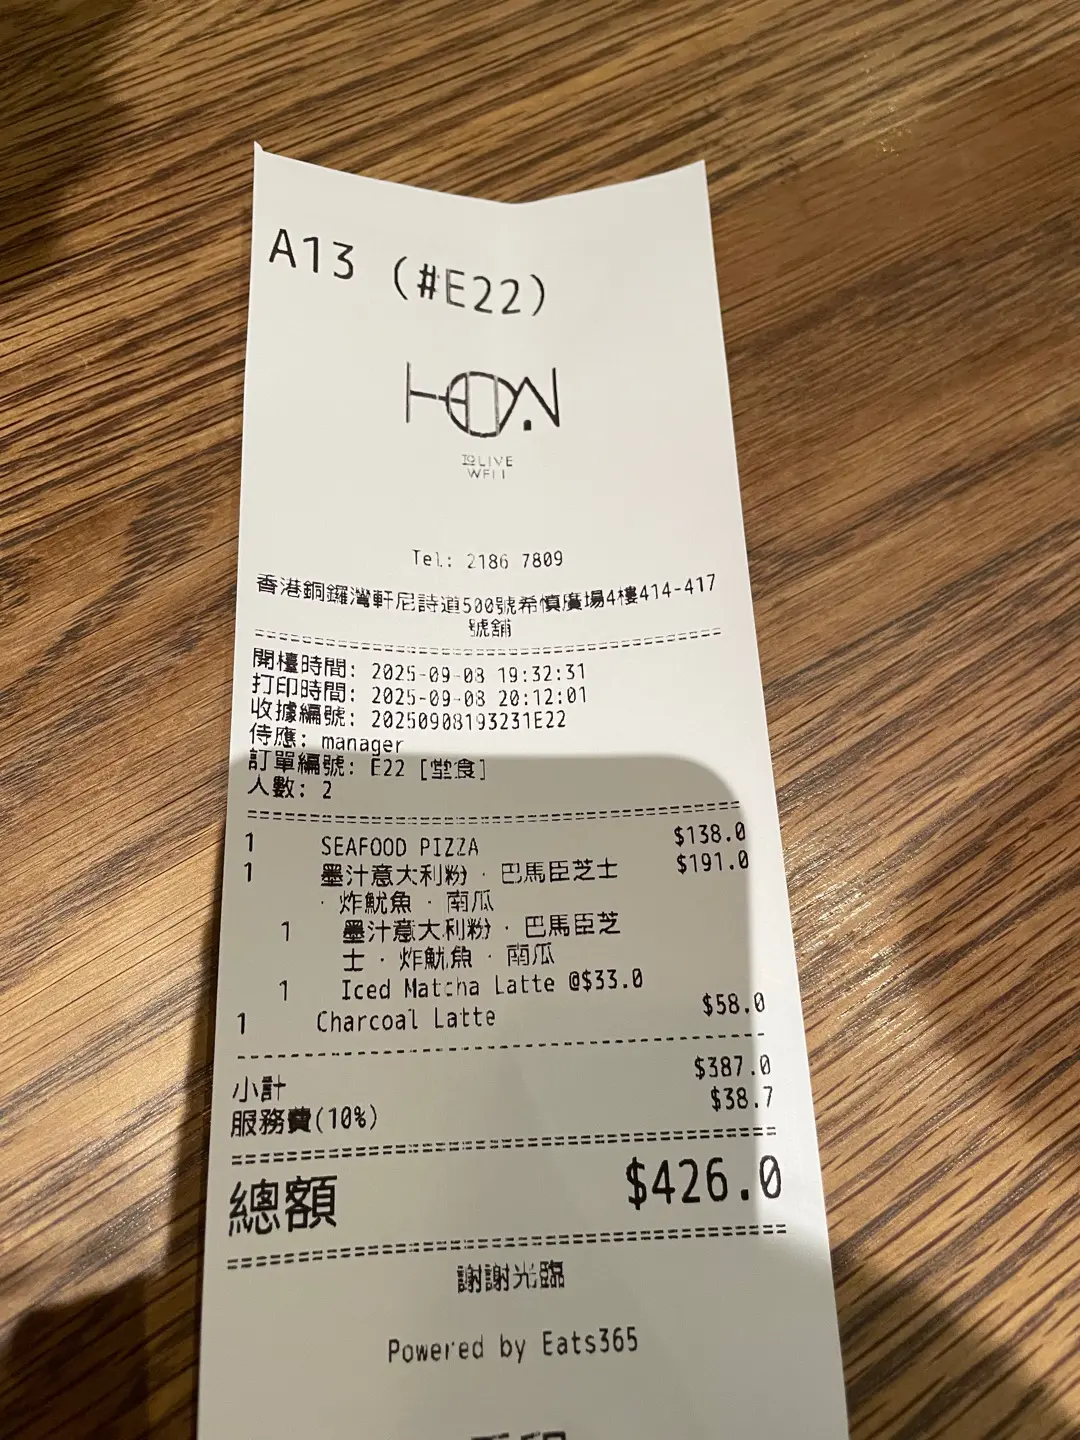 A13 (#E22)
TO LIVE
WELL
Tel: 2186 7809
香港銅鑼灣軒尼詩道500號希慎廣場4樓414-417
號舖
開檯時間: 2025-09-08 19:32:31
打印時間: 2025-09-08 20:12:01
收據編號: 20250908193231E22
侍應: manager
訂單編號: E22 [堂食]
人數: 2
1 SEAFOOD PIZZA $138.0
1 墨汁意大利粉 · 巴馬臣芝士 $191.0
· 炸魷魚 · 南瓜
1 墨汁意大利粉 · 巴馬臣芝
士 · 炸魷魚 · 南瓜
1 Iced Matcha Latte @$33.0
1 Charcoal Latte $58.0
小計 $387.0
服務費(10%) $38.7
總額 $426.0
謝謝光臨
Powered by Eats365